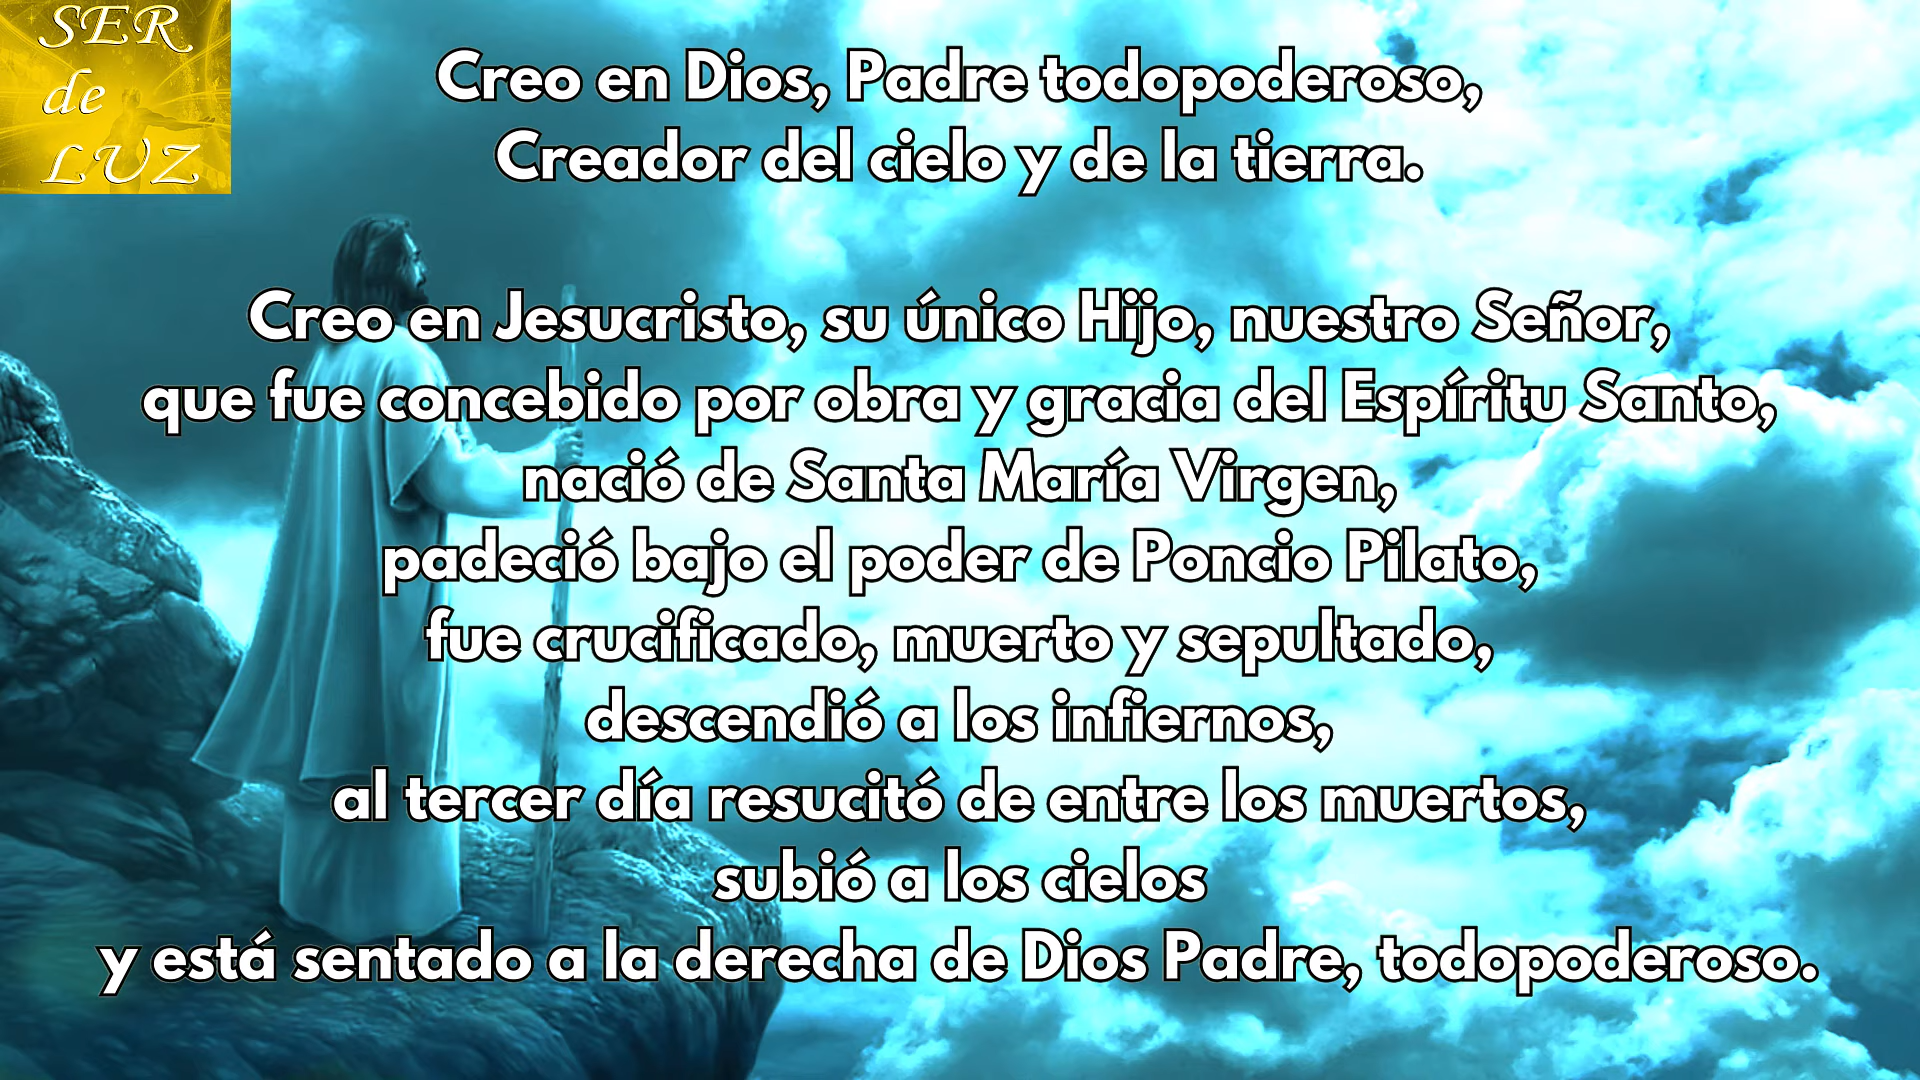 SER
de
LUZ
Creo en Dios, Padre todopoderoso,
Creador del cielo y de la tierra.
Creo en Jesucristo, su único Hijo, nuestro Señor,
que fue concebido por obra y gracia del Espíritu Santo,
nació de Santa María Virgen,
padeció bajo el poder de Poncio Pilato,
fue crucificado, muerto y sepultado,
descendió a los infiernos,
al tercer día resucitó de entre los muertos,
subió a los cielos
y está sentado a la derecha de Dios Padre, todopoderoso.